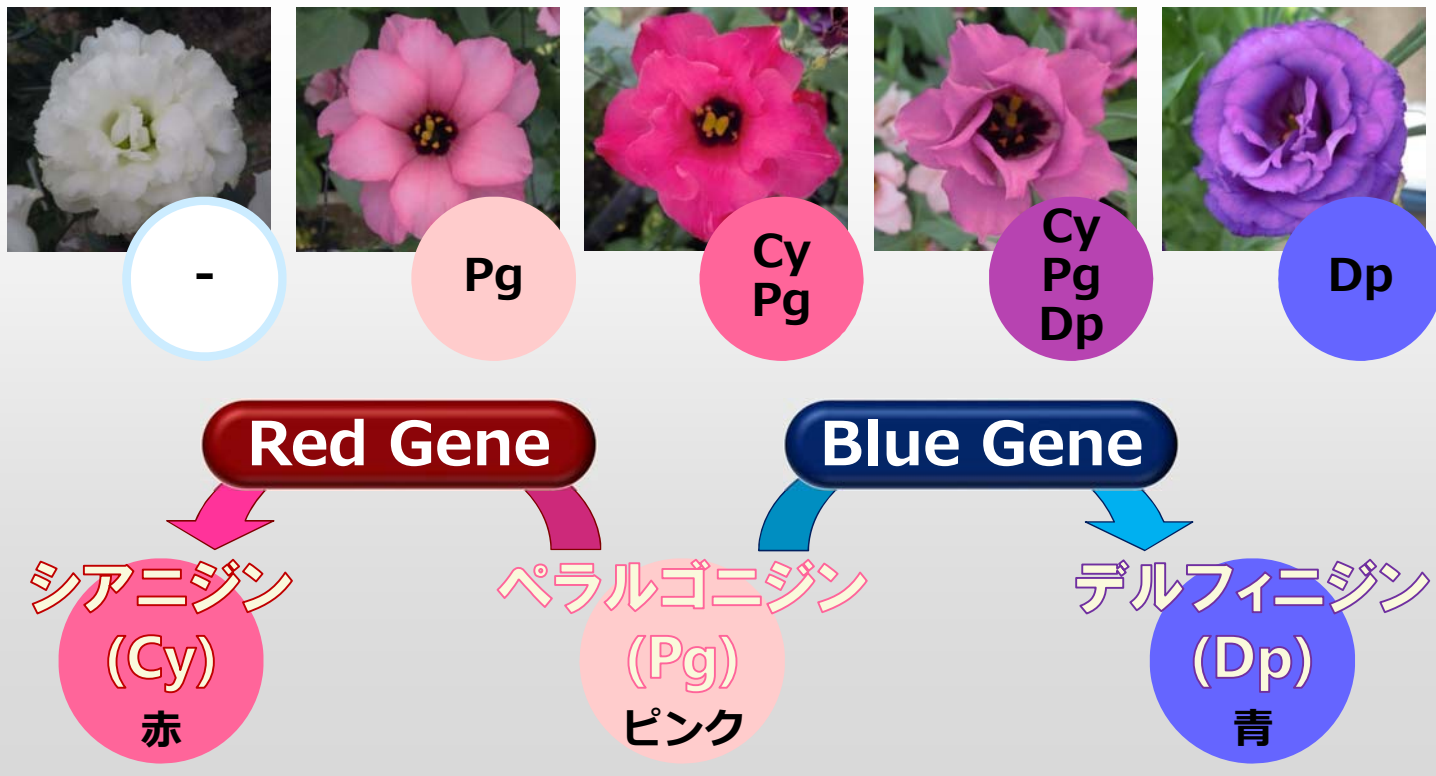 -
Pg
Cy
Pg
Cy
Pg
Dp
Dp
Red Gene
Blue Gene
シアニジン
(Cy)
赤
ペラルゴニジン
(Pg)
ピンク
デルフィニジン
(Dp)
青